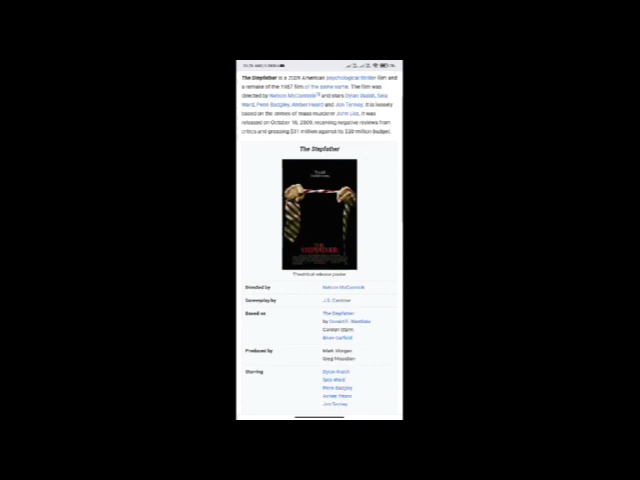 The Stepfather is a 2009 American psychological thriller film and
a remake of the 1987 film of the same name. The film was
directed by Nelson McCormick and stars Dylan Walsh, Sela
Ward, Penn Badgley, Amber Heard and Jon Tenney. It is loosely
based on the crimes of mass murderer John List. It was
released on October 16, 2009, receiving negative reviews from
critics and grossing $31 million against its $20 million budget.
The Stepfather
THE
STEPFATHER
Theatrical release poster
Directed by Nelson McCormick
Screenplay by J.S. Cardone
Based on The Stepfather
by Donald E. Westlake
Carolyn Starin
Brian Garfield
Produced by Mark Morgan
Greg Mooradian
Starring Dylan Walsh
Sela Ward
Penn Badgley
Amber Heard
Jon Tenney